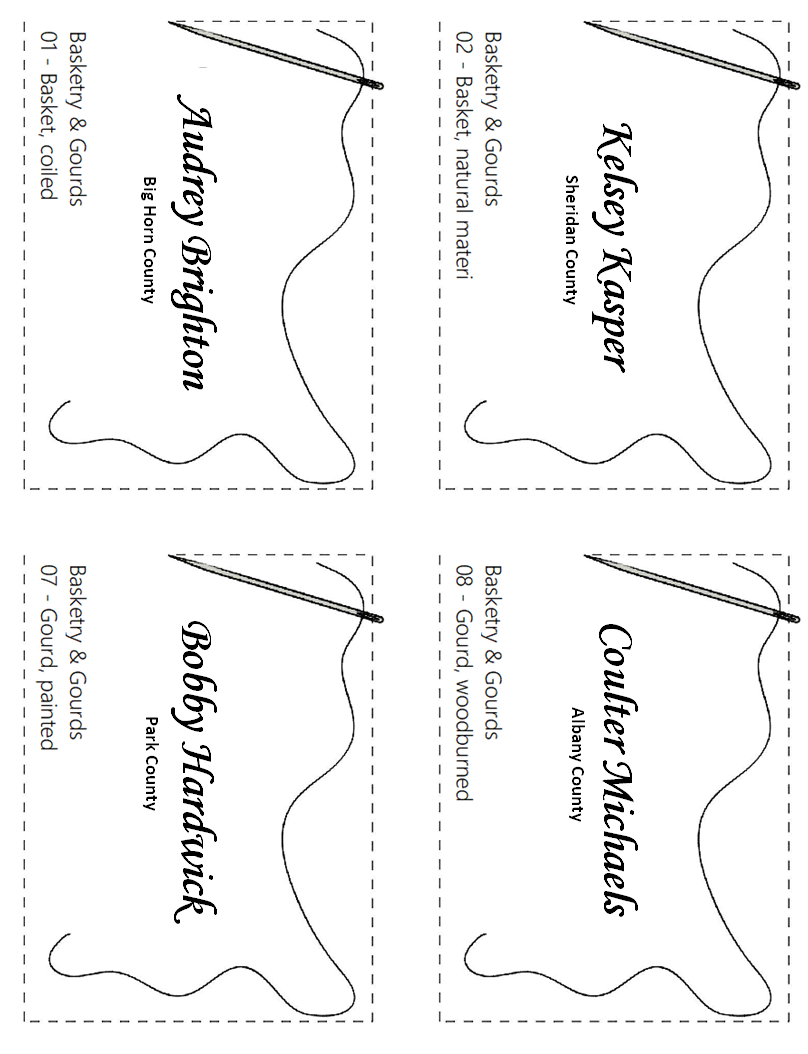 Audrey Brighton
Big Horn County
Basketry & Gourds
01 - Basket, coiled
Kelsey Kasper
Sheridan County
Basketry & Gourds
02 - Basket, natural materi
Bobby Hardwick
Park County
Basketry & Gourds
07 - Gourd, painted
Coulter Michaels
Albany County
Basketry & Gourds
08 - Gourd, woodburned